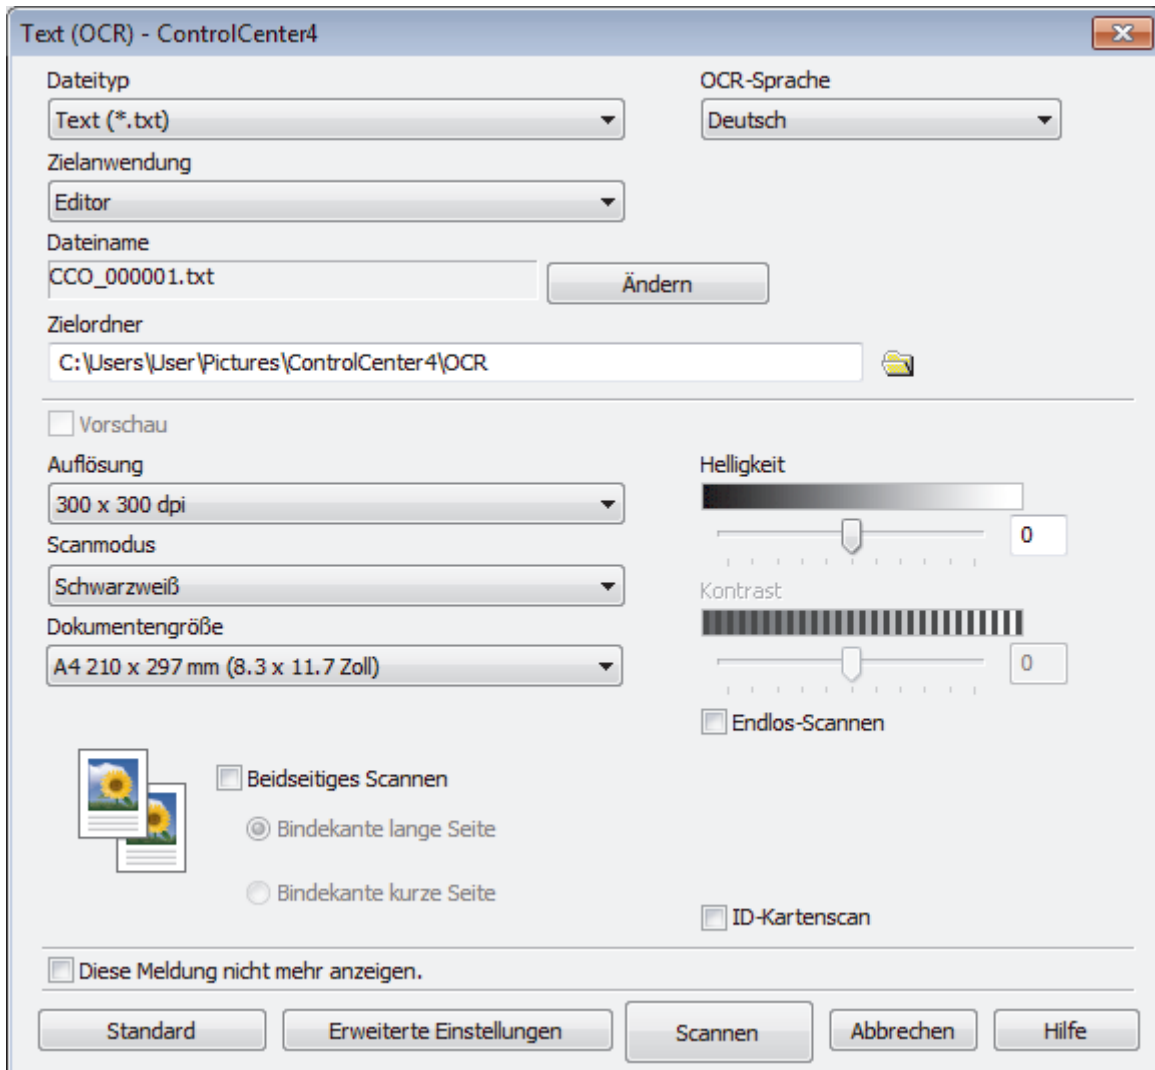 Text (OCR) - ControlCenter4
Dateityp
Text (*.txt)
OCR-Sprache
Deutsch
Zielanwendung
Editor
Dateiname
CCO_000001.txt
Ändern
Zielordner
C:\Users\User\Pictures\ControlCenter4\OCR
Vorschau
Auflösung
300 x 300 dpi
Scanmodus
Schwarzweiß
Dokumentengröße
A4 210 x 297 mm (8.3 x 11.7 Zoll)
Helligkeit
0
Kontrast
0
Endlos-Scannen
Beidseitiges Scannen
Bindekante lange Seite
Bindekante kurze Seite
ID-Kartenscan
Diese Meldung nicht mehr anzeigen.
Standard
Erweiterte Einstellungen
Scannen
Abbrechen
Hilfe